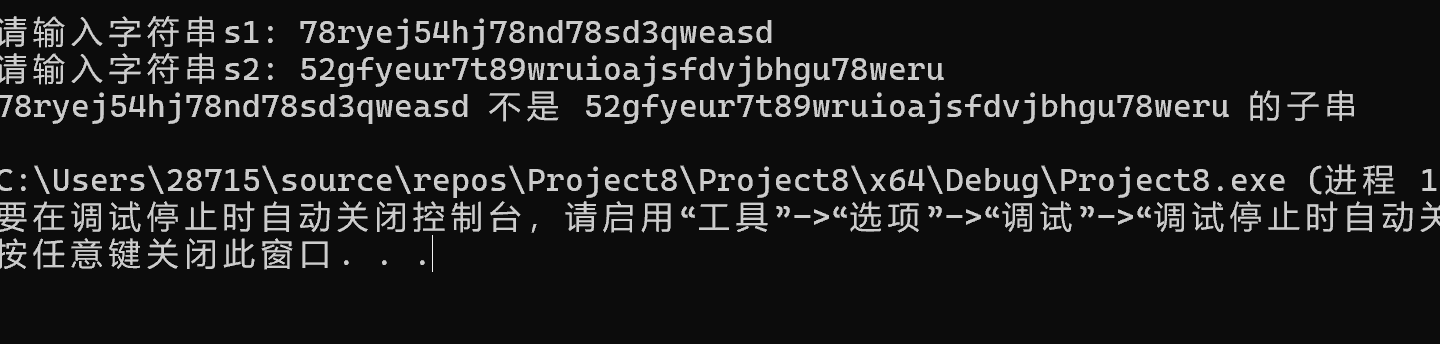 请输入字符串s1: 78ryej54hj78nd78sd3qweasd
请输入字符串s2: 52gfyeur7t89wruioajsfdvjbhgu78weru
78ryej54hj78nd78sd3qweasd 不是 52gfyeur7t89wruioajsfdvjbhgu78weru 的子串
C:\Users\28715\source\repos\Project8\Project8\x64\Debug\Project8.exe (进程 1
要在调试停止时自动关闭控制台，请启用“工具”->“选项”->“调试”->“调试停止时自动关
按任意键关闭此窗口. . .